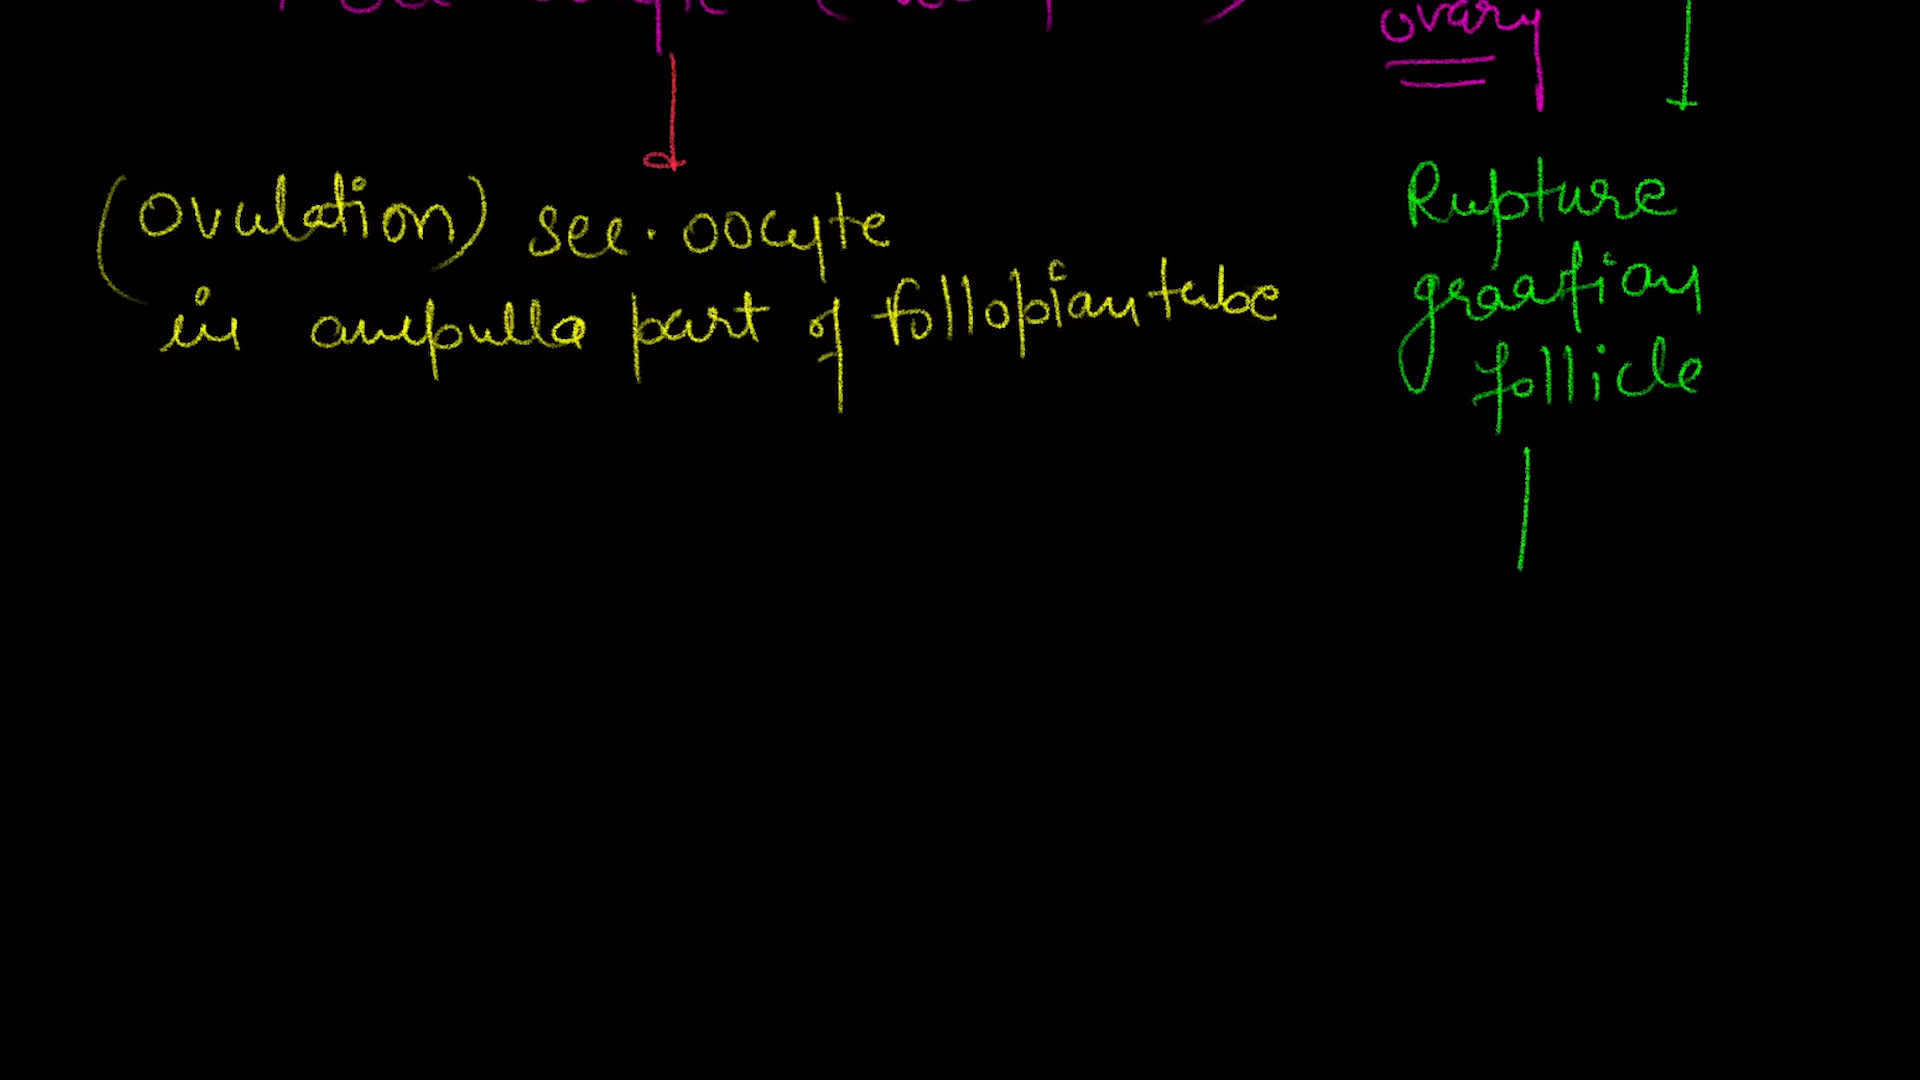 ovary
(Ovulation) sec. oocyte
in ampulla part of follopian tube
Rupture
graafian
follicle